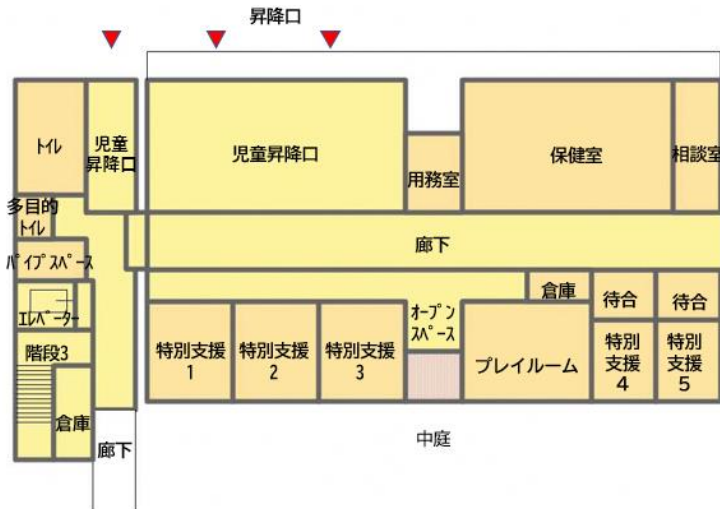 昇降口
トイレ
児童
昇降口
児童昇降口
用務室
保健室
相談室
多目的
トイレ
廊下
パイプスペース
エレベーター
倉庫
待合
待合
オープン
スペース
階段3
特別支援
1
特別支援
2
特別支援
3
プレイルーム
特別
支援
4
特別
支援
5
倉庫
廊下
中庭